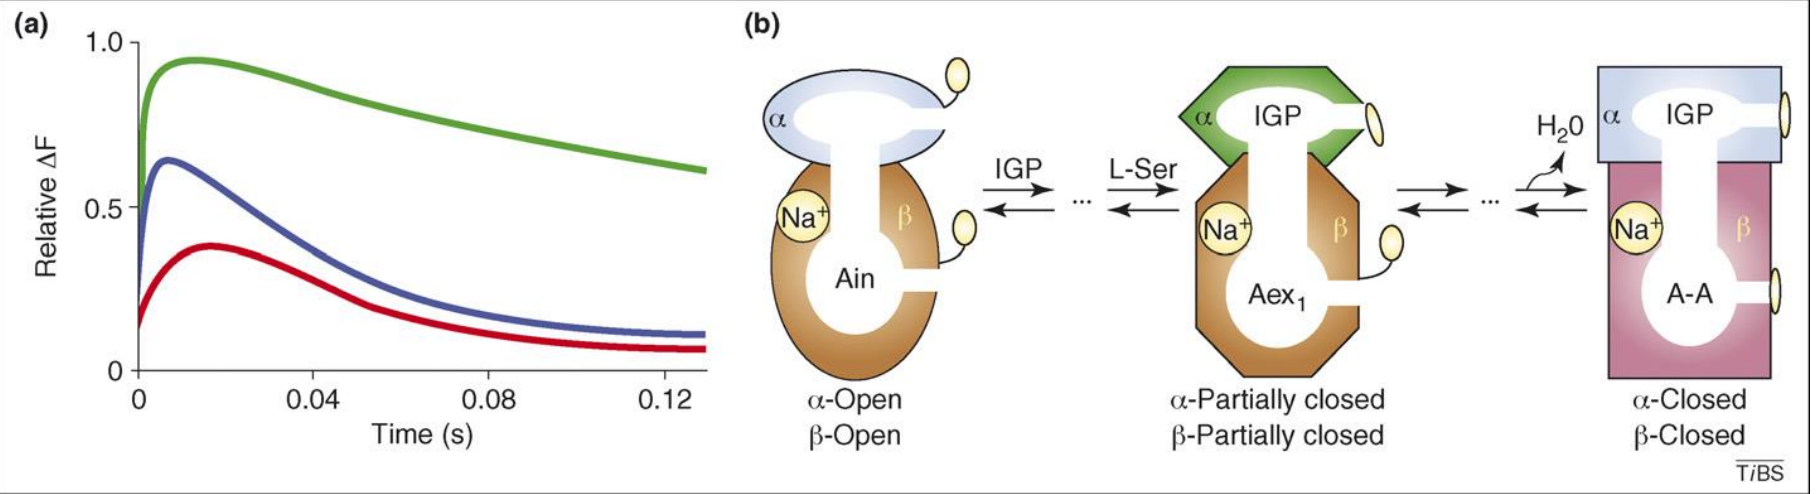 (a)
1.0
0.5
0
Relative ΔF
0
0.04
0.08
0.12
Time (s)
(b)
α
Na⁺
β
Ain
α-Open
β-Open
IGP
...
L-Ser
α
IGP
Na⁺
β
Aex₁
α-Partially closed
β-Partially closed
...
H₂0
α
IGP
Na⁺
β
A-A
α-Closed
β-Closed
TiBS